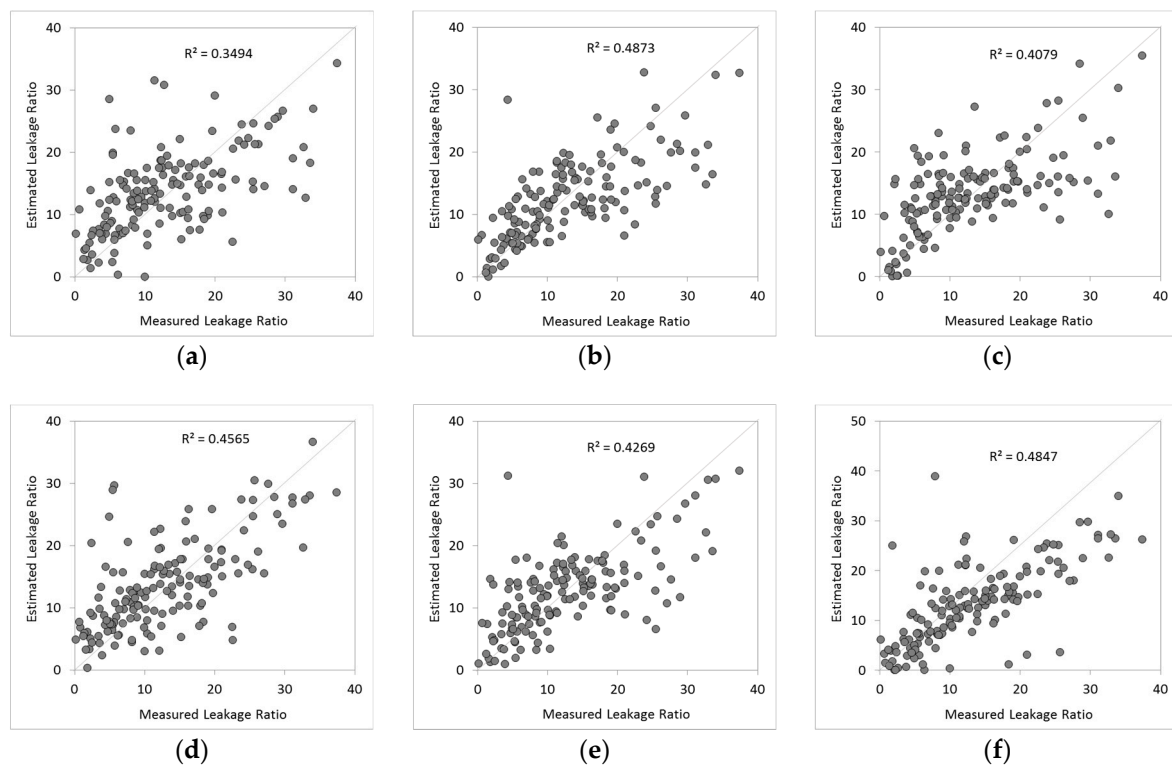 40
30
20
10
0
Estimated Leakage Ratio
R² = 0.3494
0 10 20 30 40
Measured Leakage Ratio
(a)
40
30
20
10
0
Estimated Leakage Ratio
R² = 0.4873
0 10 20 30 40
Measured Leakage Ratio
(b)
40
30
20
10
0
Estimated Leakage Ratio
R² = 0.4079
0 10 20 30 40
Measured Leakage Ratio
(c)
40
30
20
10
0
Estimated Leakage Ratio
R² = 0.4565
0 10 20 30 40
Measured Leakage Ratio
(d)
40
30
20
10
0
Estimated Leakage Ratio
R² = 0.4269
0 10 20 30 40
Measured Leakage Ratio
(e)
50
40
30
20
10
0
Estimated Leakage Ratio
R² = 0.4847
0 10 20 30 40
Measured Leakage Ratio
(f)